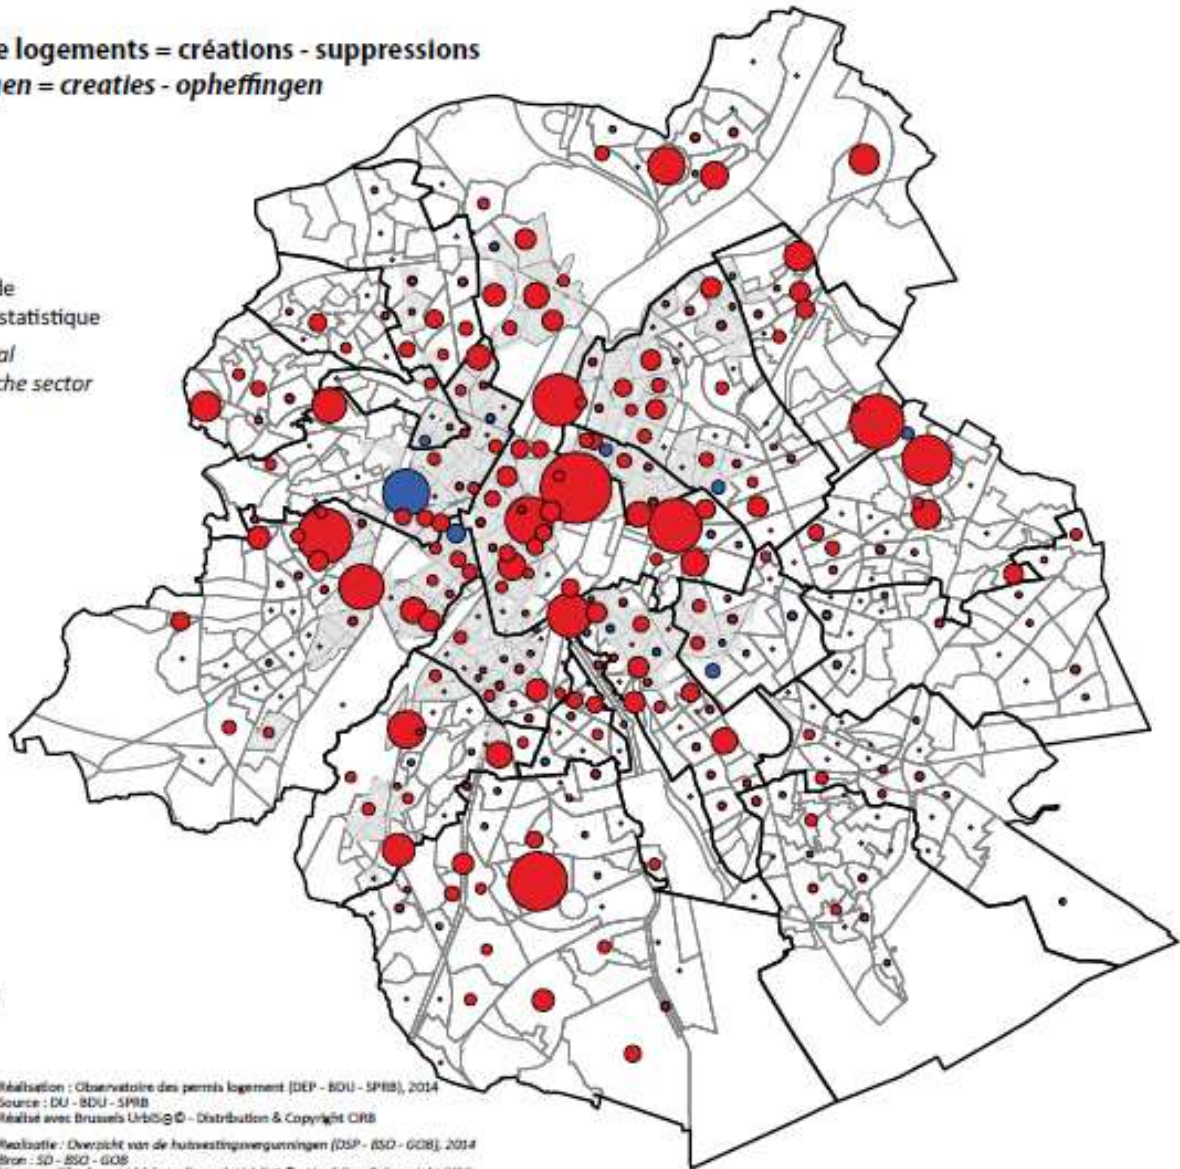 e logements = créations - suppressions
en = creaties - opheffingen
le
statistique
al
che sector
Réalisation : Observatoire des permis logement (DEP - BDU - SPRB), 2014
Source : DU - BDU - SPRB
Réalisé avec Brussels UrbIS®© - Distribution & Copyright CIRB
Realisatie : Overzicht van de huisvestingsvergunningen (DSP - BSO - GOB), 2014
Bron : SD - BSO - GOB